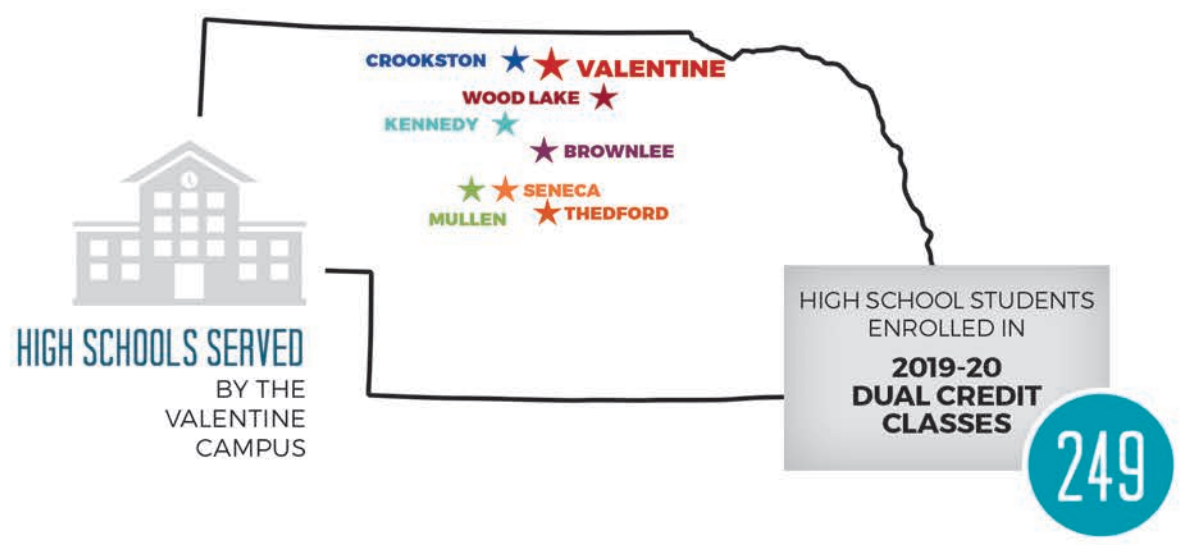 CROOKSTON
VALENTINE
WOOD LAKE
KENNEDY
BROWNLEE
SENECA
MULLEN
THEDFORD
HIGH SCHOOLS SERVED
BY THE
VALENTINE
CAMPUS
HIGH SCHOOL STUDENTS
ENROLLED IN
2019-20
DUAL CREDIT
CLASSES
249